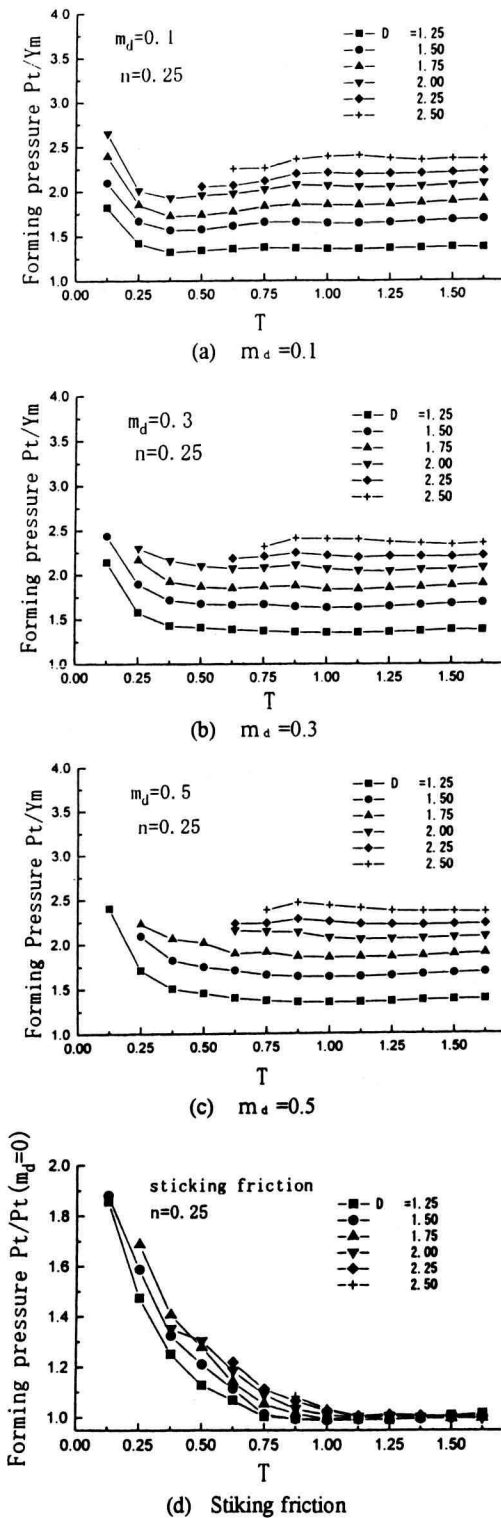 4.0
3.5
3.0
2.5
2.0
1.5
1.0
Forming pressure Pt/Ym
md=0.1
n=0.25
D =1.25
1.50
1.75
2.00
2.25
2.50
0.00 0.25 0.50 0.75 1.00 1.25 1.50
T
(a) md =0.1
4.0
3.5
3.0
2.5
2.0
1.5
1.0
Forming pressure Pt/Ym
md=0.3
n=0.25
D =1.25
1.50
1.75
2.00
2.25
2.50
0.00 0.25 0.50 0.75 1.00 1.25 1.50
T
(b) md =0.3
4.0
3.5
3.0
2.5
2.0
1.5
1.0
Forming Pressure Pt/Ym
md=0.5
n=0.25
D =1.25
1.50
1.75
2.00
2.25
2.50
0.00 0.25 0.50 0.75 1.00 1.25 1.50
T
(c) md =0.5
2.0
1.8
1.6
1.4
1.2
1.0
Forming pressure Pt/Pt(md=0)
sticking friction
n=0.25
D =1.25
1.50
1.75
2.00
2.25
2.50
0.00 0.25 0.50 0.75 1.00 1.25 1.50
T
(d) Stiking friction